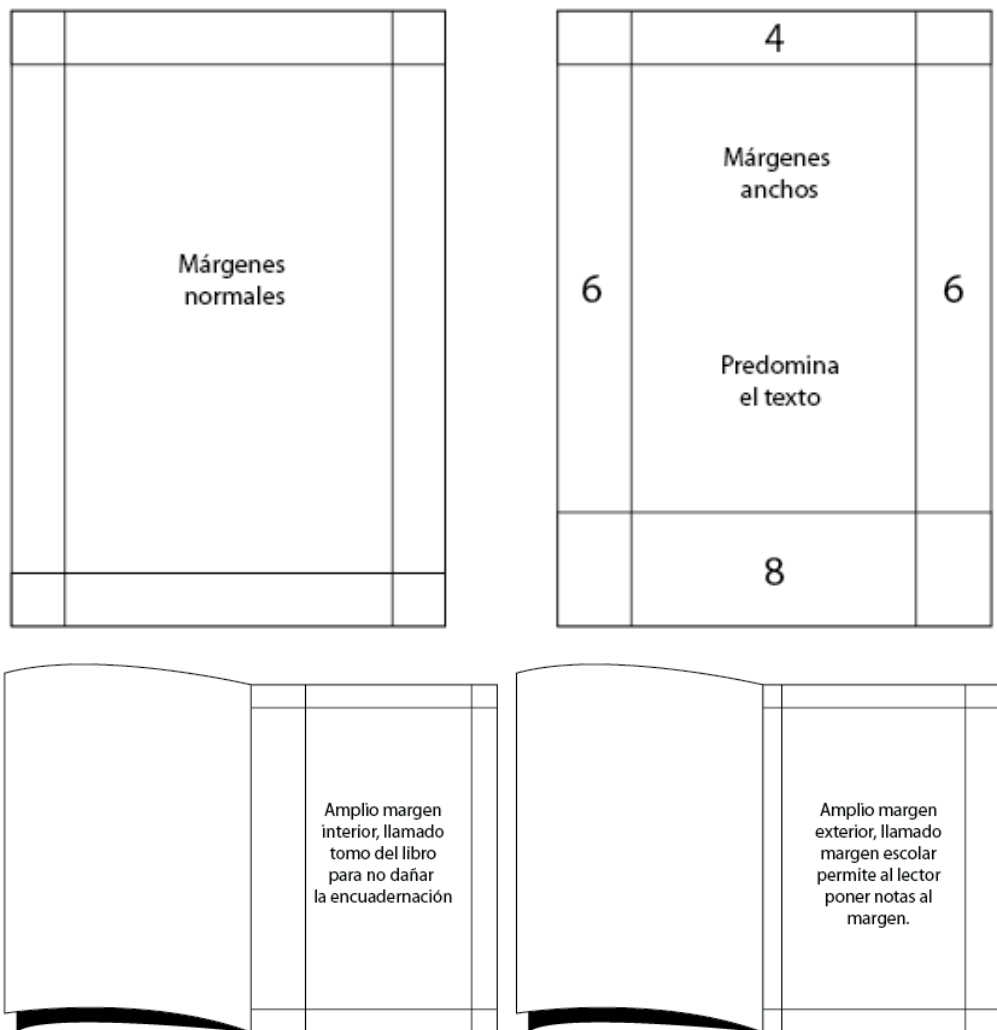 Márgenes
normales
4
Márgenes
anchos
6
6
Predomina
el texto
8
Amplio margen
interior, llamado
tomo del libro
para no dañar
la encuadernación
Amplio margen
exterior, llamado
margen escolar
permite al lector
poner notas al
margen.